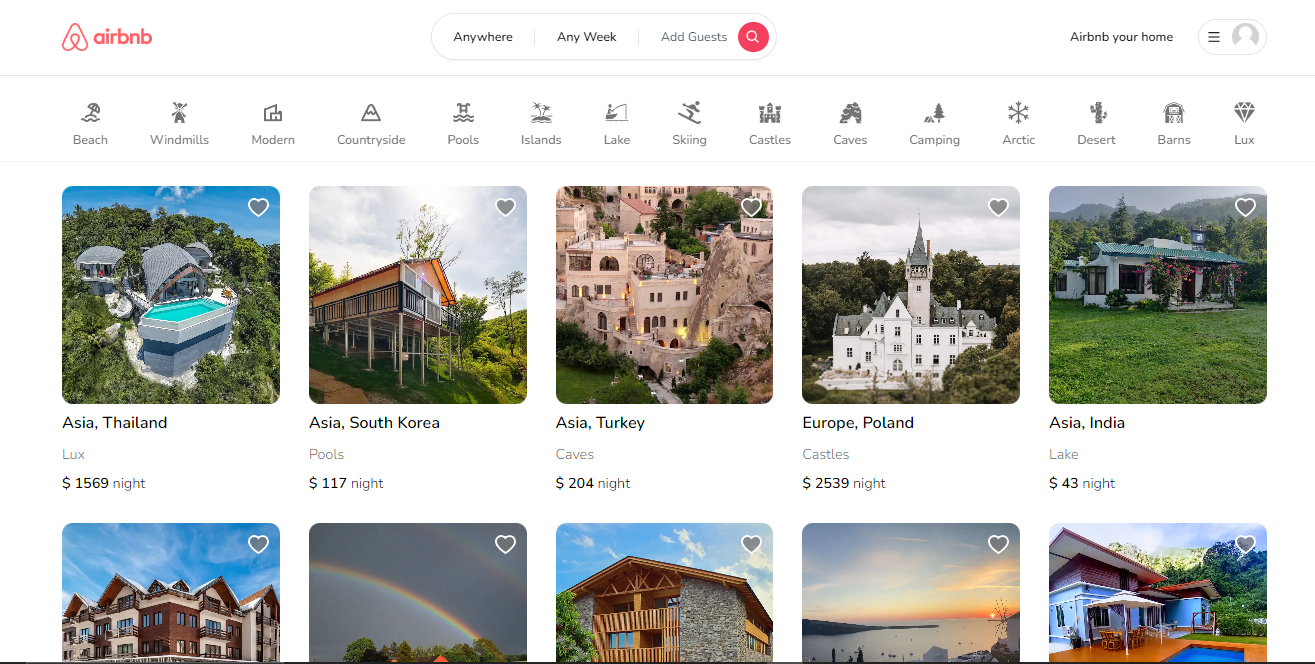 airbnb
Anywhere Any Week Add Guests
Airbnb your home
Beach Windmills Modern Countryside Pools Islands Lake Skiing Castles Caves Camping Arctic Desert Barns Lux
Asia, Thailand
Lux
$ 1569 night
Asia, South Korea
Pools
$ 117 night
Asia, Turkey
Caves
$ 204 night
Europe, Poland
Castles
$ 2539 night
Asia, India
Lake
$ 43 night